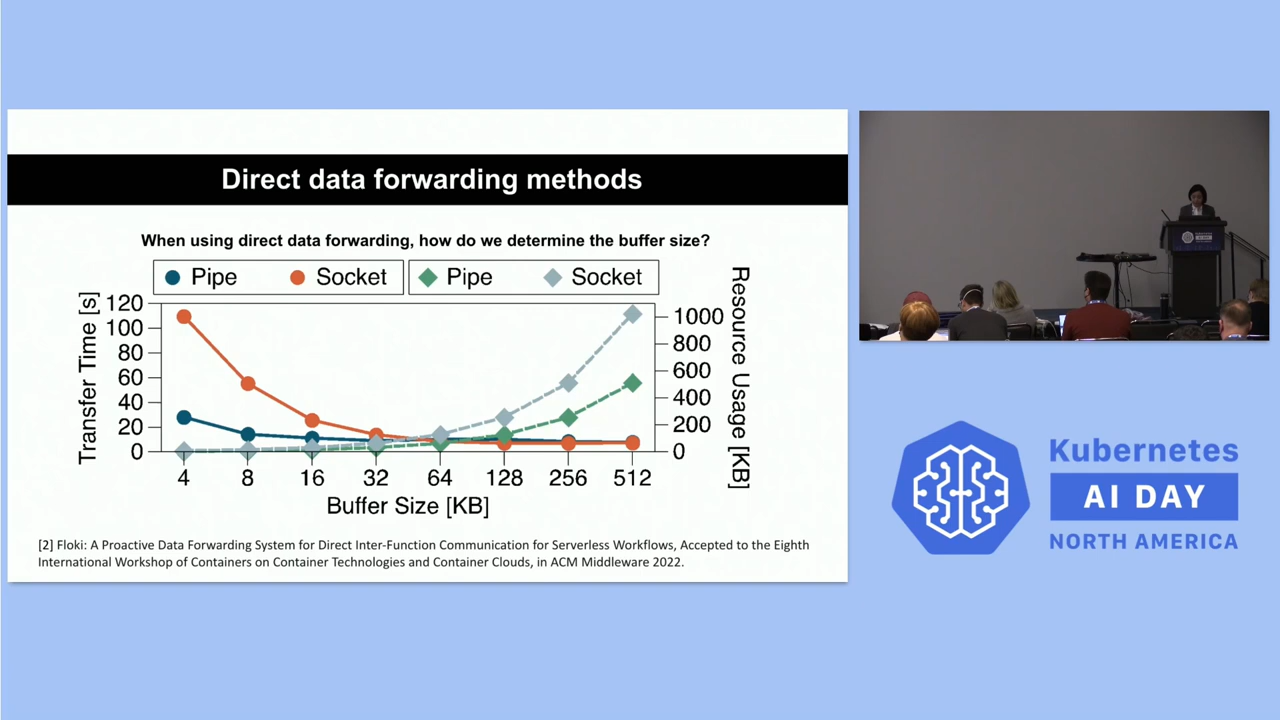 Direct data forwarding methods
When using direct data forwarding, how do we determine the buffer size?
Pipe Socket Pipe Socket
Transfer Time [s]
120
100
80
60
40
20
0
1000
800
600
400
200
0
Resource Usage [KB]
4 8 16 32 64 128 256 512
Buffer Size [KB]
[2] Floki: A Proactive Data Forwarding System for Direct Inter-Function Communication for Serverless Workflows, Accepted to the Eighth
International Workshop of Containers on Container Technologies and Container Clouds, in ACM Middleware 2022.
Kubernetes
AI DAY
NORTH AMERICA